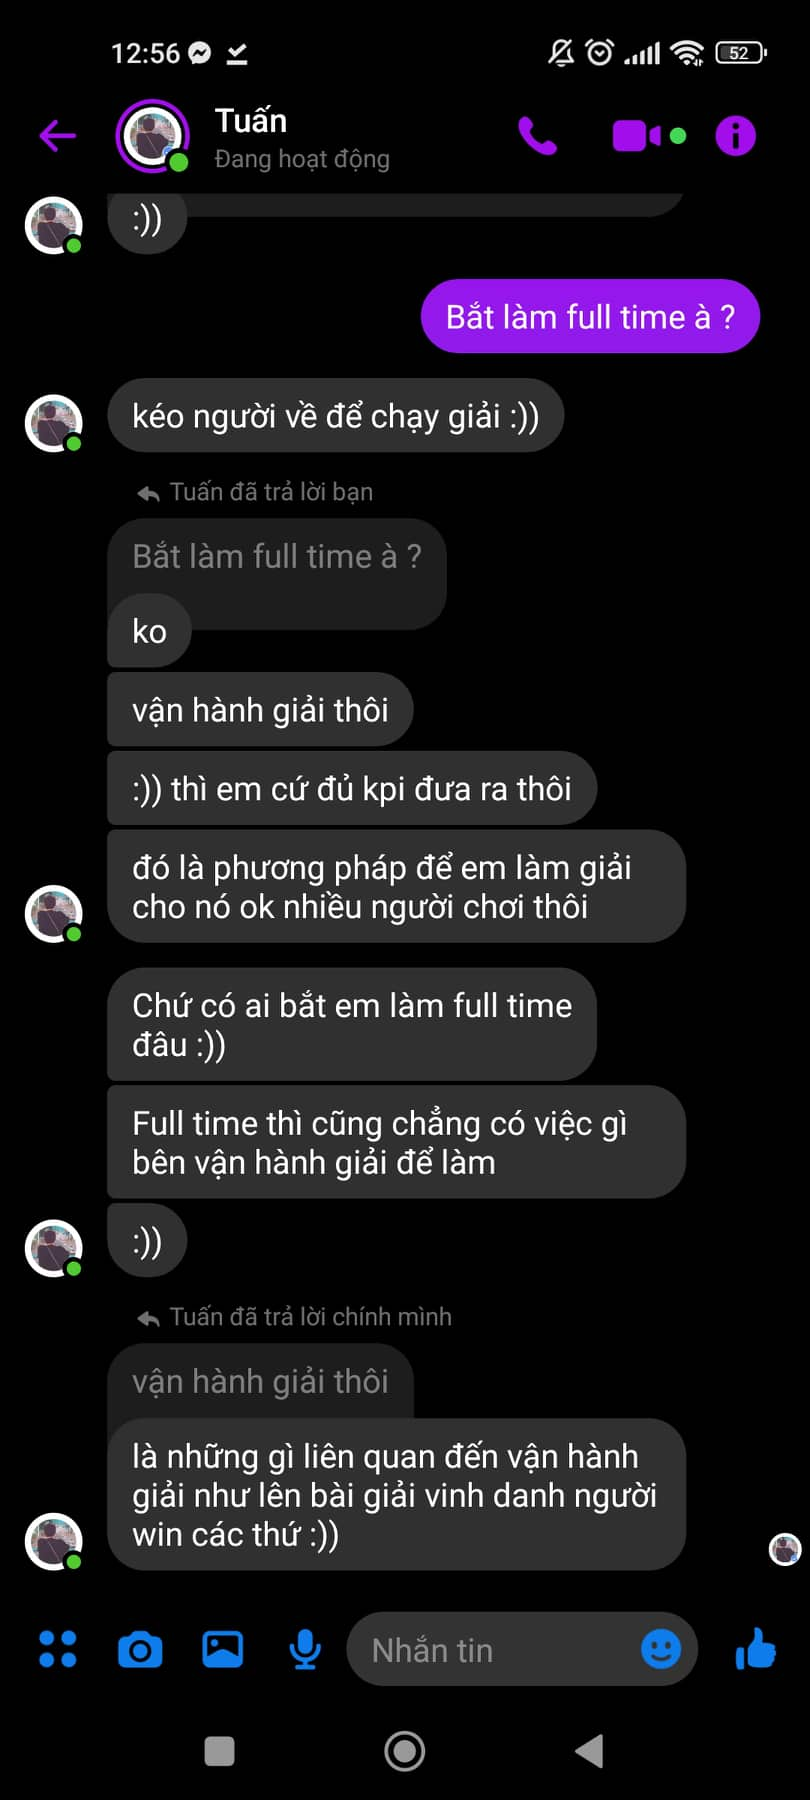 12:56
52
Tuấn
Đang hoạt động
:))
Bắt làm full time à ?
kéo người về để chạy giải :))
Tuấn đã trả lời bạn
Bắt làm full time à ?
ko
vận hành giải thôi
:)) thì em cứ đủ kpi đưa ra thôi
đó là phương pháp để em làm giải
cho nó ok nhiều người chơi thôi
Chứ có ai bắt em làm full time
đâu :))
Full time thì cũng chẳng có việc gì
bên vận hành giải để làm
:))
Tuấn đã trả lời chính mình
vận hành giải thôi
là những gì liên quan đến vận hành
giải như lên bài giải vinh danh người
win các thứ :))
Nhắn tin